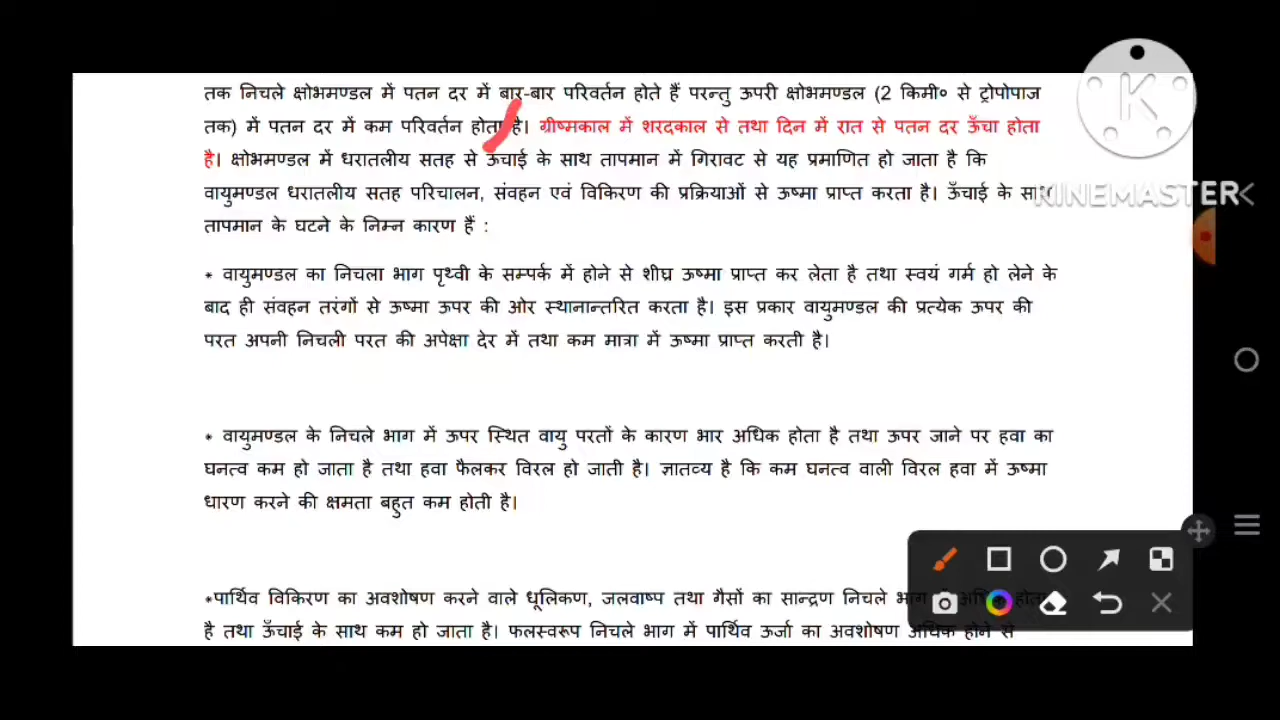 तक निचले क्षोभमण्डल में पतन दर में बार-बार परिवर्तन होते हैं परन्तु ऊपरी क्षोभमण्डल (2 किमी० से ट्रोपोपाज
तक) में पतन दर में कम परिवर्तन होता है। ग्रीष्मकाल में शरदकाल से तथा दिन में रात से पतन दर ऊँचा होता
है। क्षोभमण्डल में धरातलीय सतह से ऊंचाई के साथ तापमान में गिरावट से यह प्रमाणित हो जाता है कि
वायुमण्डल धरातलीय सतह परिचालन, संवहन एवं विकिरण की प्रक्रियाओं से ऊष्मा प्राप्त करता है। ऊँचाई के साथ
तापमान के घटने के निम्न कारण हैं :
* वायुमण्डल का निचला भाग पृथ्वी के सम्पर्क में होने से शीघ्र ऊष्मा प्राप्त कर लेता है तथा स्वयं गर्म हो लेने के
बाद ही संवहन तरंगों से ऊष्मा ऊपर की ओर स्थानान्तरित करता है। इस प्रकार वायुमण्डल की प्रत्येक ऊपर की
परत अपनी निचली परत की अपेक्षा देर में तथा कम मात्रा में ऊष्मा प्राप्त करती है।
* वायुमण्डल के निचले भाग में ऊपर स्थित वायु परतों के कारण भार अधिक होता है तथा ऊपर जाने पर हवा का
घनत्व कम हो जाता है तथा हवा फैलकर विरल हो जाती है। ज्ञातव्य है कि कम घनत्व वाली विरल हवा में ऊष्मा
धारण करने की क्षमता बहुत कम होती है।
*पार्थिव विकिरण का अवशोषण करने वाले धूलिकण, जलवाष्प तथा गैसों का सान्द्रण निचले भाग में अधिक होता
है तथा ऊँचाई के साथ कम हो जाता है। फलस्वरूप निचले भाग में पार्थिव ऊर्जा का अवशोषण अधिक होने से
K
KINEMASTER